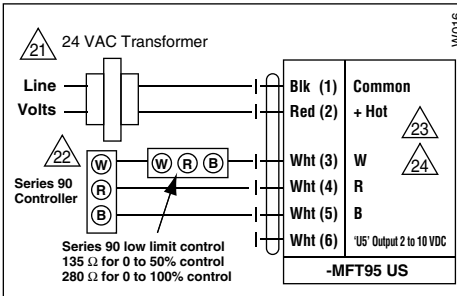 21 24 VAC Transformer
W016
Line
Volts
Blk (1) Common
Red (2) + Hot
23
22
24
W W R B Wht (3) W
Series 90
Controller
R Wht (4) R
B Wht (5) B
Wht (6) 'U5' Output 2 to 10 VDC
Series 90 low limit control
135 Ω for 0 to 50% control
280 Ω for 0 to 100% control
-MFT95 US